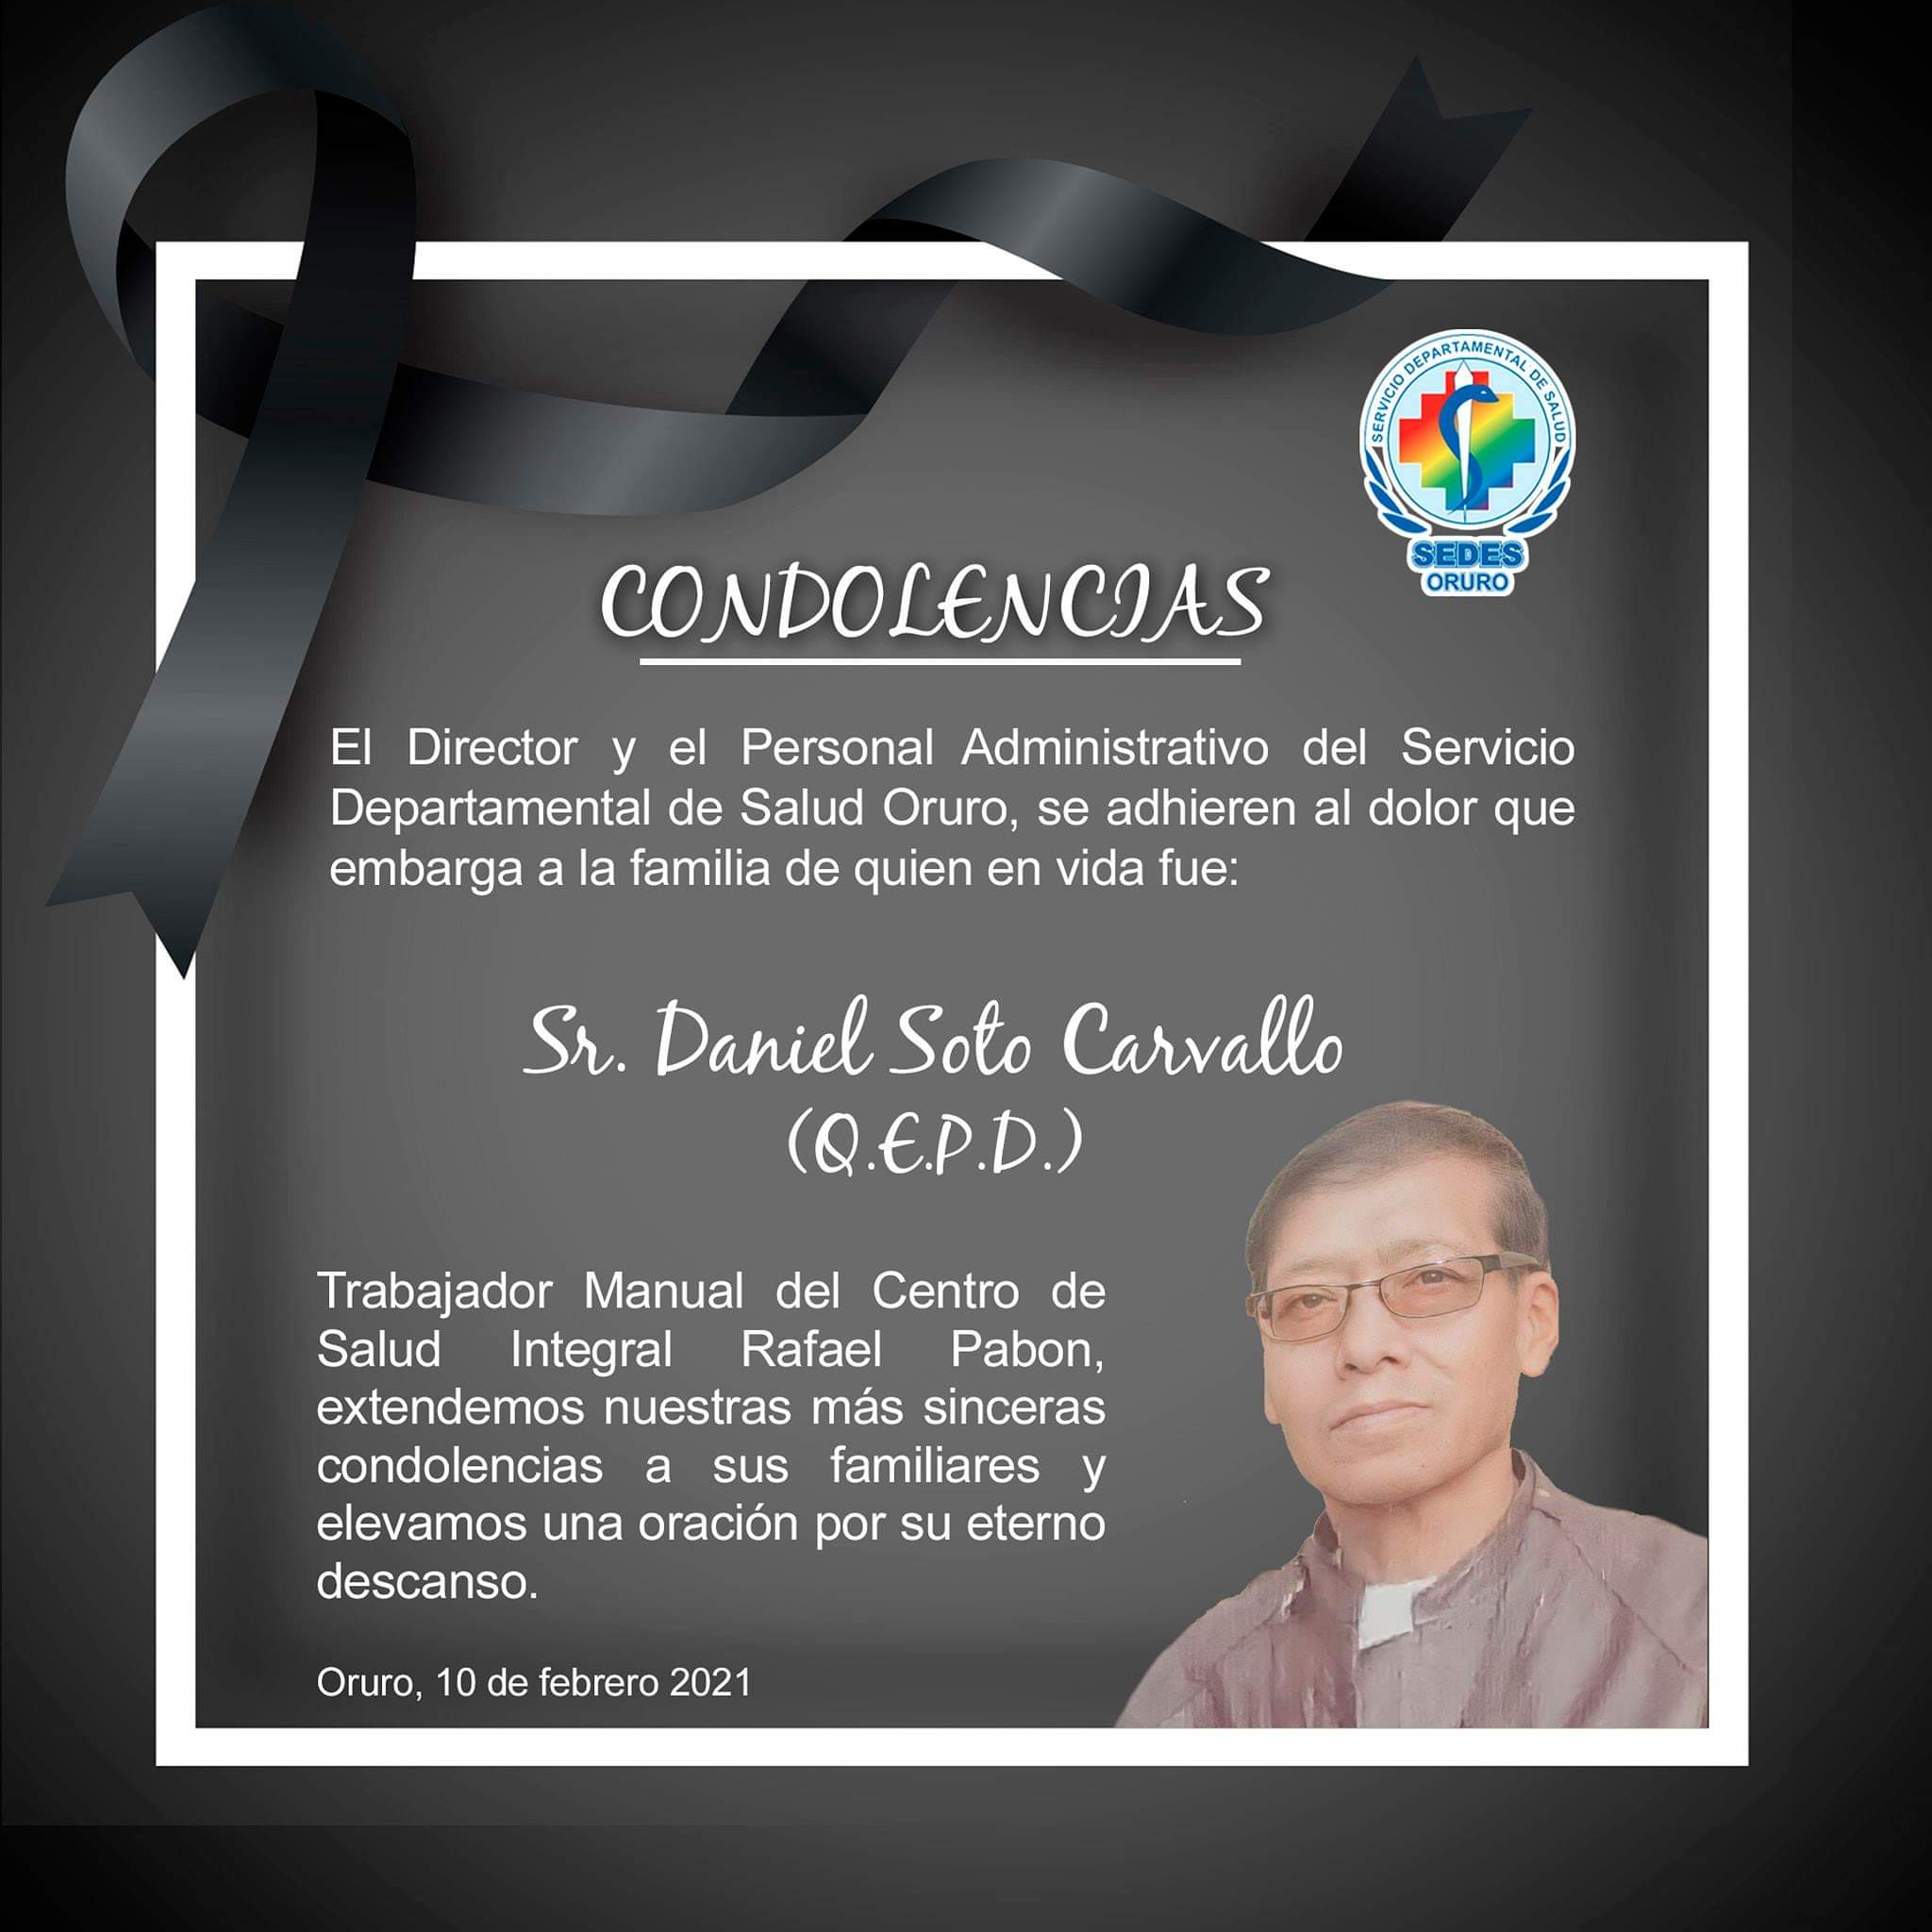 SERVICIO DEPARTAMENTAL DE SALUD
SEDES
ORURO
CONDOLENCIAS
El Director y el Personal Administrativo del Servicio
Departamental de Salud Oruro, se adhieren al dolor que
embarga a la familia de quien en vida fue:
Sr. Daniel Soto Carvallo
(Q.E.P.D.)
Trabajador Manual del Centro de
Salud Integral Rafael Pabon,
extendemos nuestras más sinceras
condolencias a sus familiares y
elevamos una oración por su eterno
descanso.
Oruro, 10 de febrero 2021